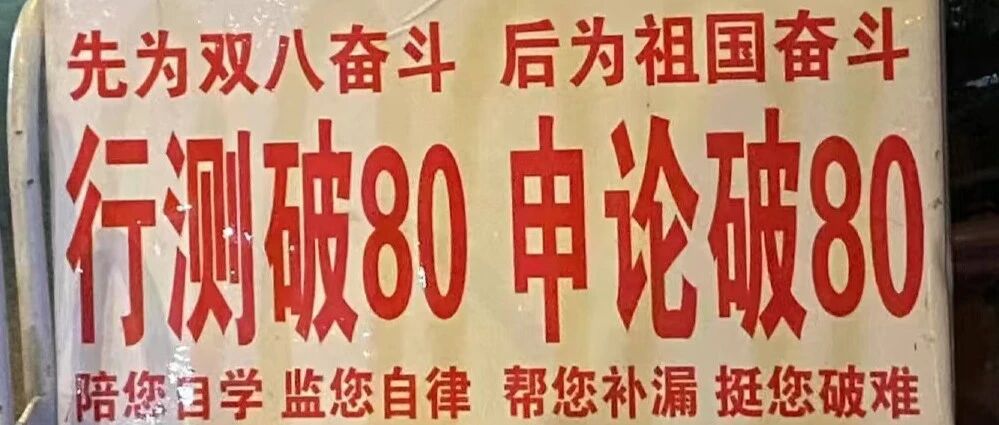 先为双八奋斗 后为祖国奋斗
行测破80 申论破80
陪您自学 监您自律 帮您补漏 挺您破难